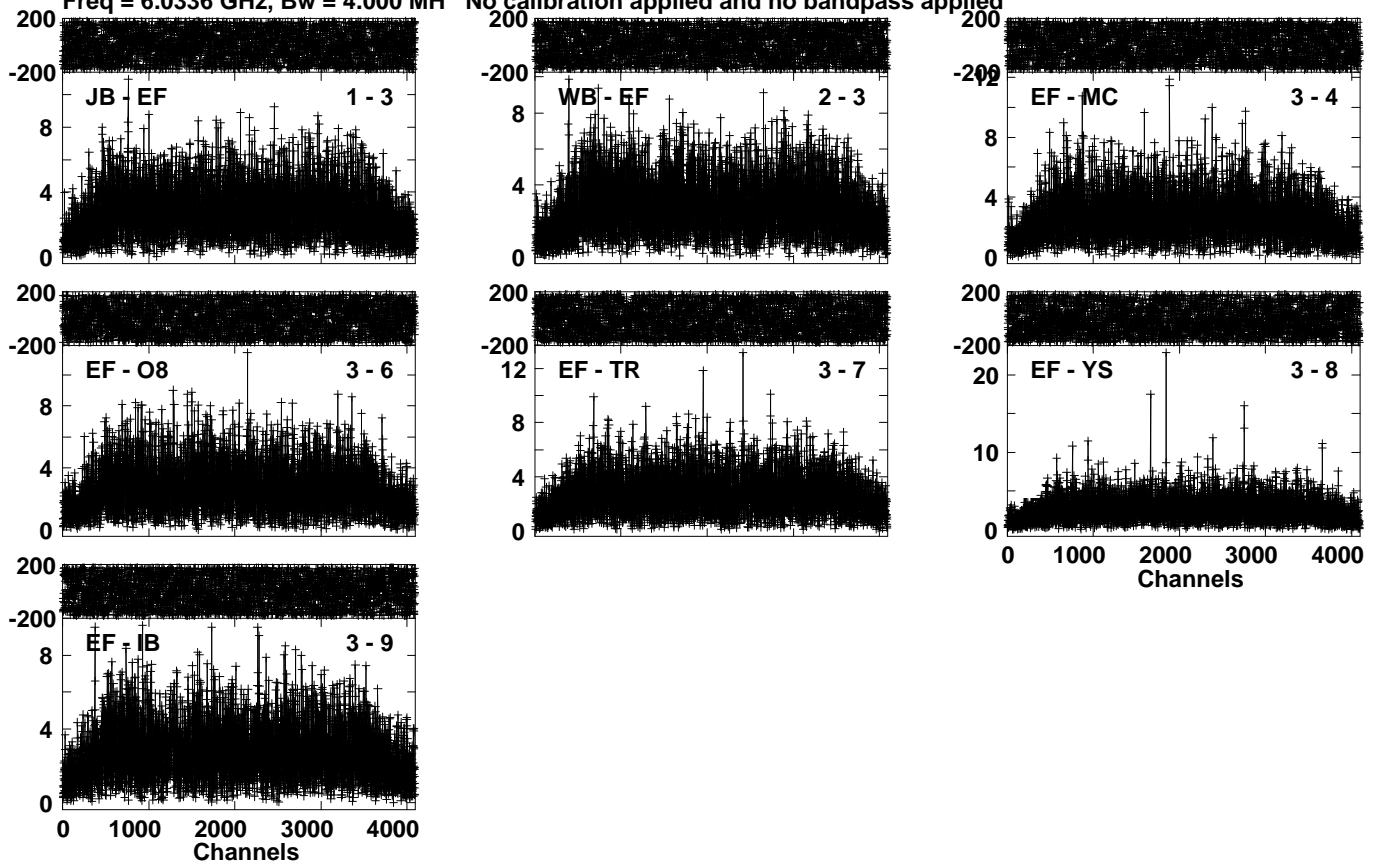 Freq = 6.0336 GHz, Bw = 4.000 MH No calibration applied and no bandpass applied
200 200 200
-200 -200 -200
JB - EF 1 - 3 WB - EF 2 - 3 EF - MC 3 - 4
12
8 8 8
4 4 4
0 0 0
200 200 200
-200 -200 -200
EF - O8 3 - 6 EF - TR 3 - 7 EF - YS 3 - 8
8 12 20
4 8 10
0 4 0
0
0 1000 2000 3000 4000
Channels
200
-200
EF - IB 3 - 9
8
4
0
0 1000 2000 3000 4000
Channels